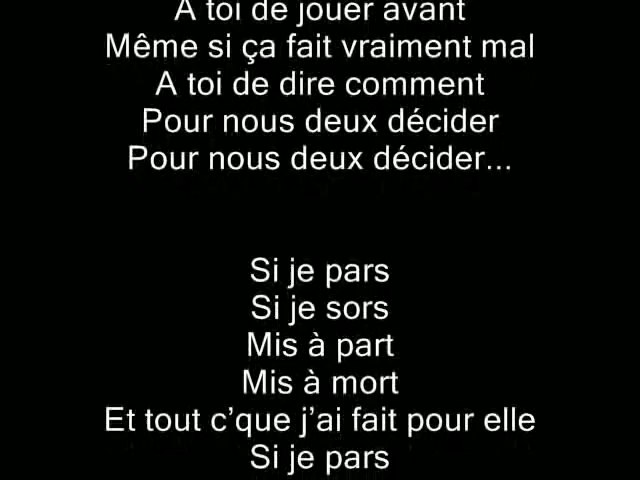 A toi de jouer avant
Même si ça fait vraiment mal
A toi de dire comment
Pour nous deux décider
Pour nous deux décider...
Si je pars
Si je sors
Mis à part
Mis à mort
Et tout c’que j’ai fait pour elle
Si je pars